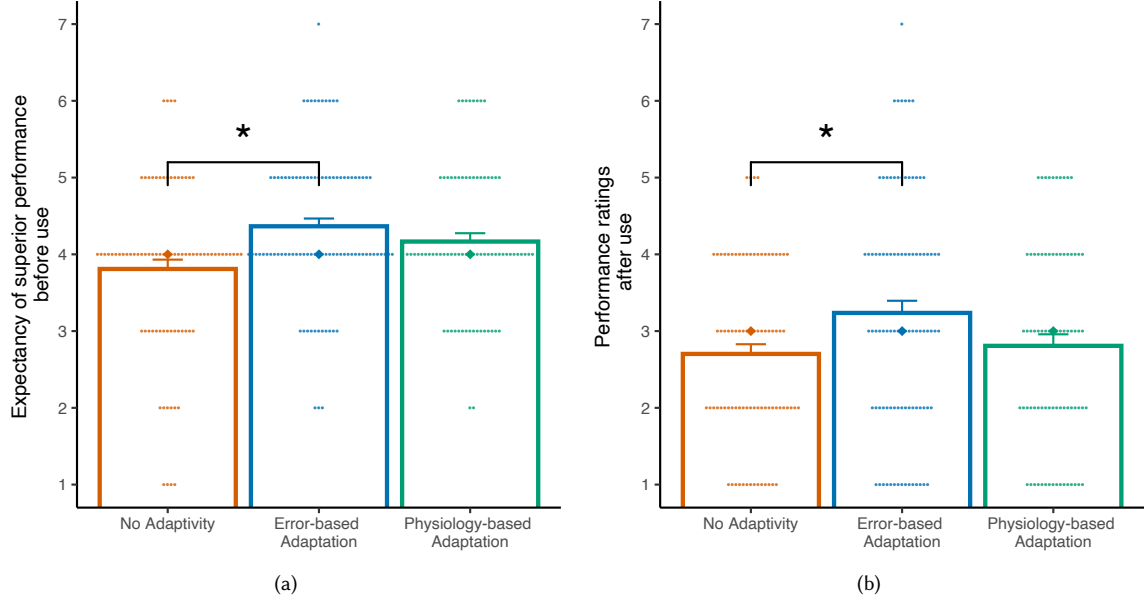 Expectancy of superior performance
before use
7
6
5
4
3
2
1
*
No Adaptivity
Error-based
Adaptation
Physiology-based
Adaptation
(a)
Performance ratings
after use
7
6
5
4
3
2
1
*
No Adaptivity
Error-based
Adaptation
Physiology-based
Adaptation
(b)